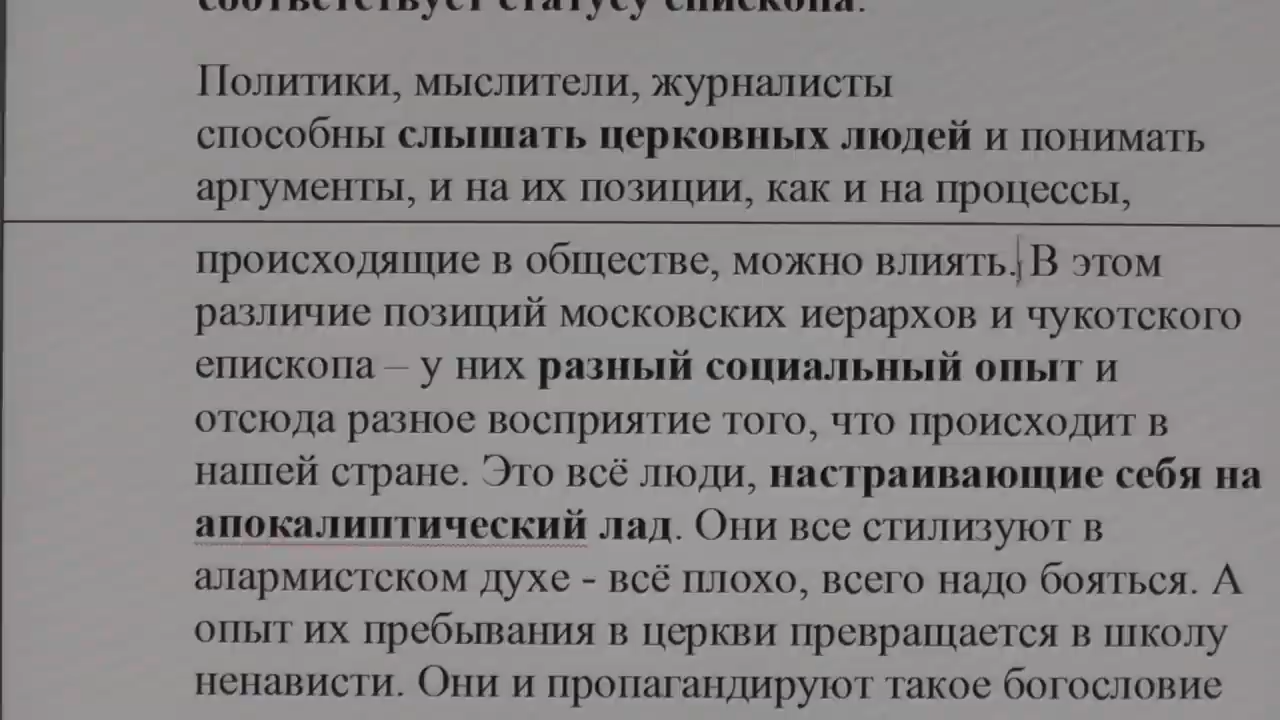 соответствует статусу епископа.
Политики, мыслители, журналисты
способны слышать церковных людей и понимать
аргументы, и на их позиции, как и на процессы,
происходящие в обществе, можно влиять. В этом
различие позиций московских иерархов и чукотского
епископа – у них разный социальный опыт и
отсюда разное восприятие того, что происходит в
нашей стране. Это всё люди, настраивающие себя на
апокалиптический лад. Они все стилизуют в
алармистском духе - всё плохо, всего надо бояться. А
опыт их пребывания в церкви превращается в школу
ненависти. Они и пропагандируют такое богословие